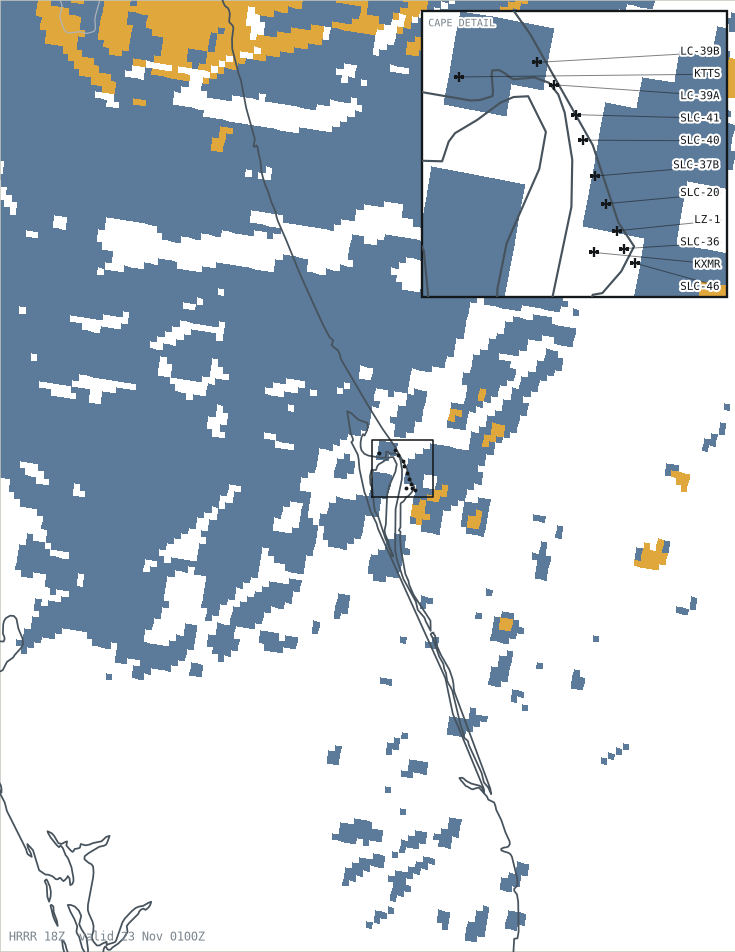 CAPE DETAIL
LC-39B
KTTS
LC-39A
SLC-41
SLC-40
SLC-37B
SLC-20
LZ-1
SLC-36
KXMR
SLC-46
HRRR 18Z valid 23 Nov 0100Z